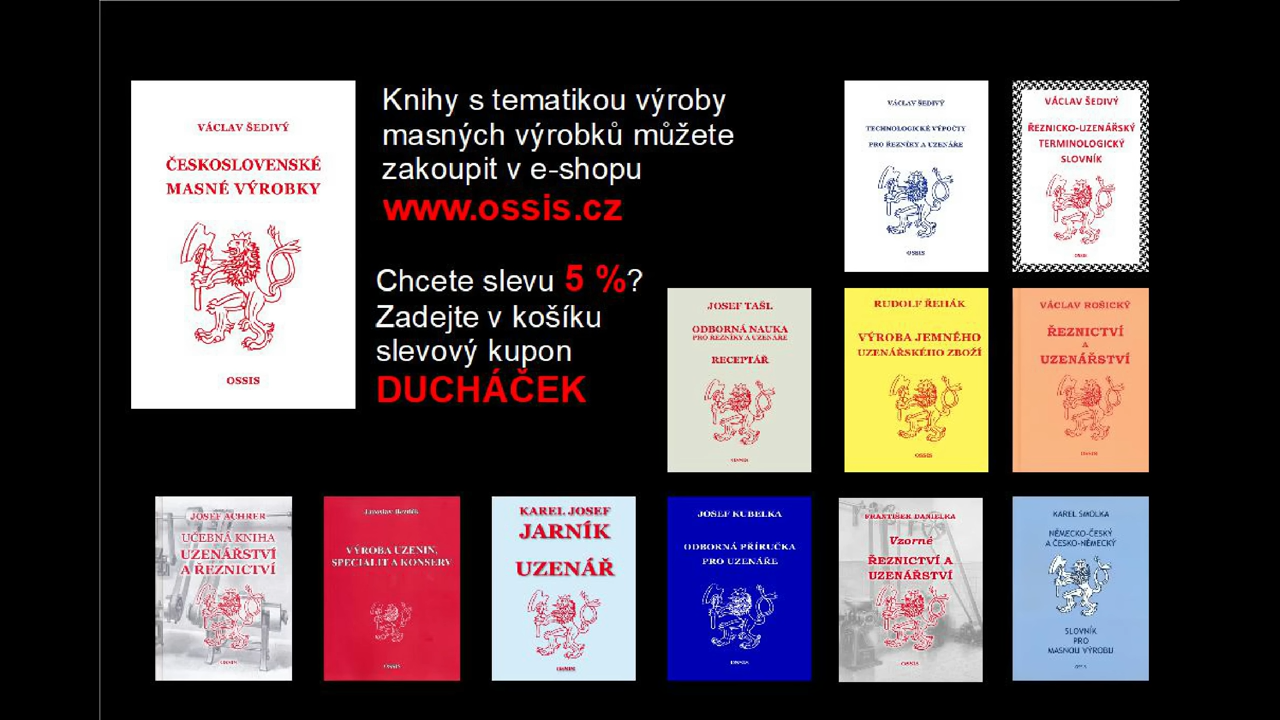 VÁCLAV ŠEDIVÝ
ČESKOSLOVENSKÉ
MASNÉ VÝROBKY
OSSIS
Knihy s tematikou výroby
masných výrobků můžete
zakoupit v e-shopu
www.ossis.cz
Chcete slevu 5 %?
Zadejte v košíku
slevový kupon
DUCHÁČEK
VÁCLAV ŠEDIVÝ
TECHNOLOGICKÉ VÝPOČTY
PRO ŘEZNÍKY A UZENÁŘE
OSSIS
VÁCLAV ŠEDIVÝ
ŘEZNICKO-UZENÁŘSKÝ
TERMINOLOGICKÝ
SLOVNÍK
OSSIS
JOSEF TAŠL
ODBORNÁ NAUKA
PRO ŘEZNÍKY A UZENÁŘE
RECEPTÁŘ
OSSIS
RUDOLF ŘEHÁK
VÝROBA JEMNÉHO
UZENÁŘSKÉHO ZBOŽÍ
OSSIS
VÁCLAV ROŠICKÝ
ŘEZNICTVÍ
A
UZENÁŘSTVÍ
OSSIS
JOSEF ACHRER
UČEBNÁ KNIHA
UZENÁŘSTVÍ
A ŘEZNICTVÍ
OSSIS
VÝROBA UZENIN,
SPECIALIT A KONSERV
OSSIS
KAREL JOSEF
JARNÍK
UZENÁŘ
OSSIS
JOSEF KUBELKA
ODBORNÁ PŘÍRUČKA
PRO UZENÁŘE
OSSIS
FRANTIŠEK DANIELKA
Vzorné
ŘEZNICTVÍ A
UZENÁŘSTVÍ
OSSIS
KAREL SMOLKA
NĚMECKO-ČESKÝ
A ČESKO-NĚMECKÝ
SLOVNÍK
PRO
MASNOU VÝROBU
OSSIS